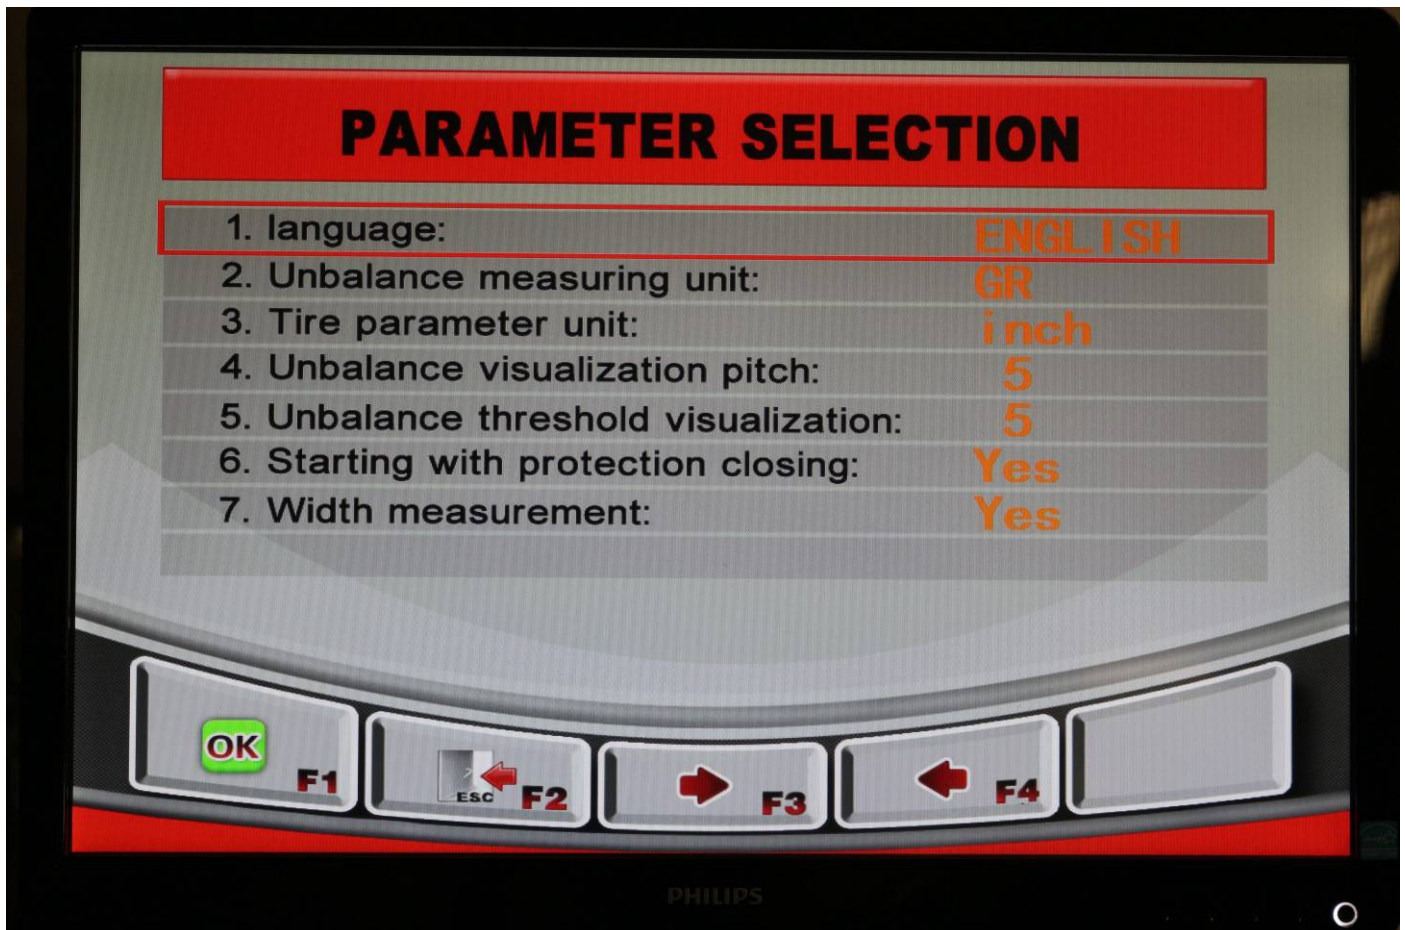 PARAMETER SELECTION
1. language: ENGLISH
2. Unbalance measuring unit: GR
3. Tire parameter unit: inch
4. Unbalance visualization pitch: 5
5. Unbalance threshold visualization: 5
6. Starting with protection closing: Yes
7. Width measurement: Yes
OK F1
ESC F2
F3
F4
PHILIPS